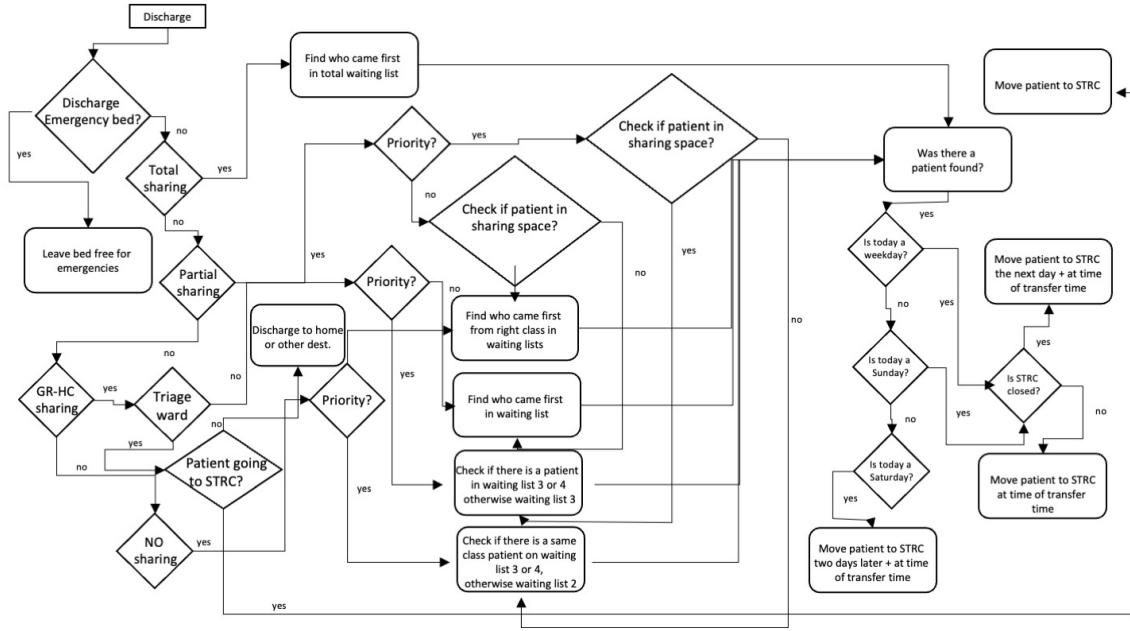 Discharge
Discharge
Emergency bed?
yes
no
Leave bed free for
emergencies
Total
sharing
yes
no
Find who came first
in total waiting list
Partial
sharing
yes
no
GR-HC
sharing
yes
no
Triage
ward
no
yes
Patient going
to STRC?
no
yes
NO
sharing
yes
Discharge to home
or other dest.
Priority?
yes
no
Check if patient in
sharing space?
yes
no
Check if patient in
sharing space?
no
Priority?
no
yes
Priority?
yes
Find who came first
from right class in
waiting lists
Find who came first
in waiting list
Check if there is a patient
in waiting list 3 or 4
otherwise waiting list 3
Check if there is a same
class patient on waiting
list 3 or 4,
otherwise waiting list 2
Move patient to STRC
Was there a
patient found?
yes
Is today a
weekday?
no
yes
Is today a
Sunday?
no
yes
Is today a
Saturday?
yes
Move patient to STRC
two days later + at time
of transfer time
Is STRC
closed?
yes
no
Move patient to STRC
the next day + at time
of transfer time
Move patient to STRC
at time of transfer
time